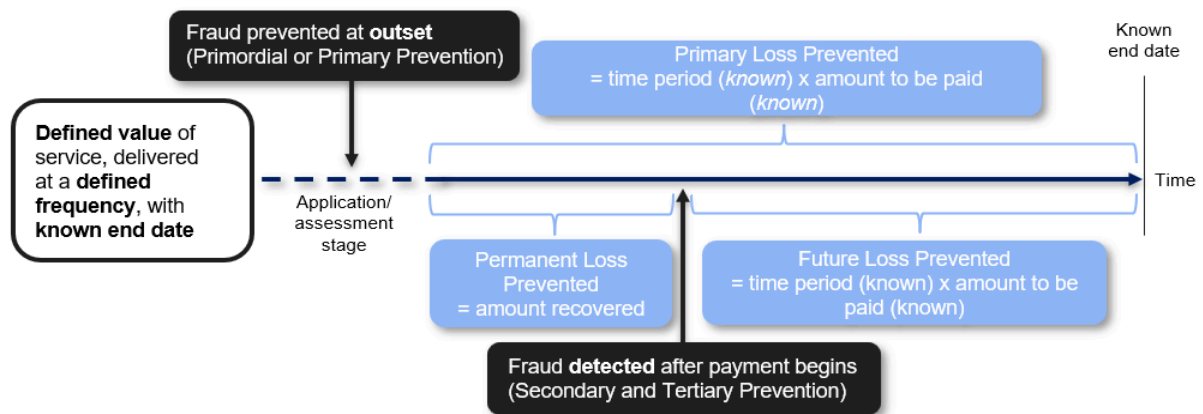 Fraud prevented at outset
(Primordial or Primary Prevention)
Primary Loss Prevented
= time period (known) x amount to be paid
(known)
Known
end date
Defined value of
service, delivered
at a defined
frequency, with
known end date
Application/
assessment
stage
Time
Permanent Loss
Prevented
= amount recovered
Future Loss Prevented
= time period (known) x amount to be
paid (known)
Fraud detected after payment begins
(Secondary and Tertiary Prevention)